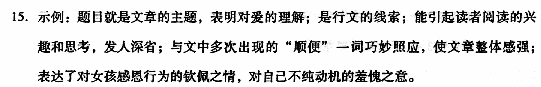 15. 示例：题目就是文章的主题，表明对爱的理解；是行文的线索；能引起读者阅读的兴
趣和思考，发人深省；与文中多次出现的“顺便”一词巧妙照应，使文章整体感强；
表达了对女孩感恩行为的钦佩之情，对自己不纯动机的羞愧之意。